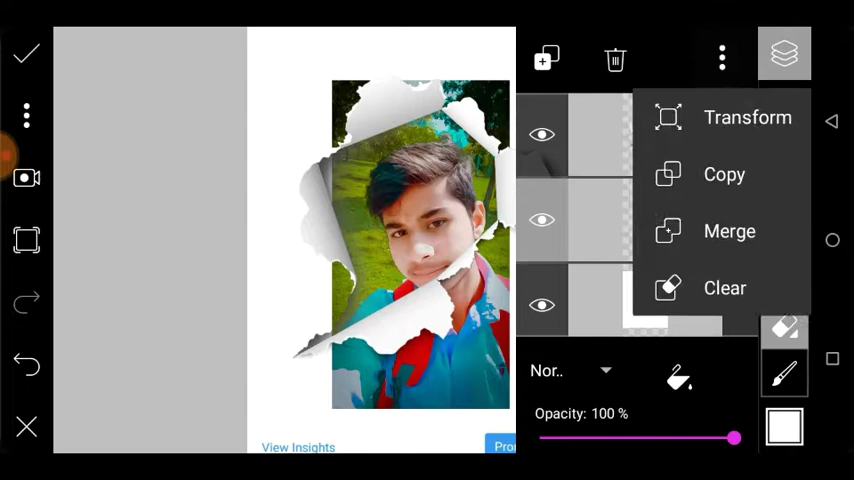 Transform
Copy
Merge
Clear
Nor..
Opacity: 100 %
View Insights
Pro